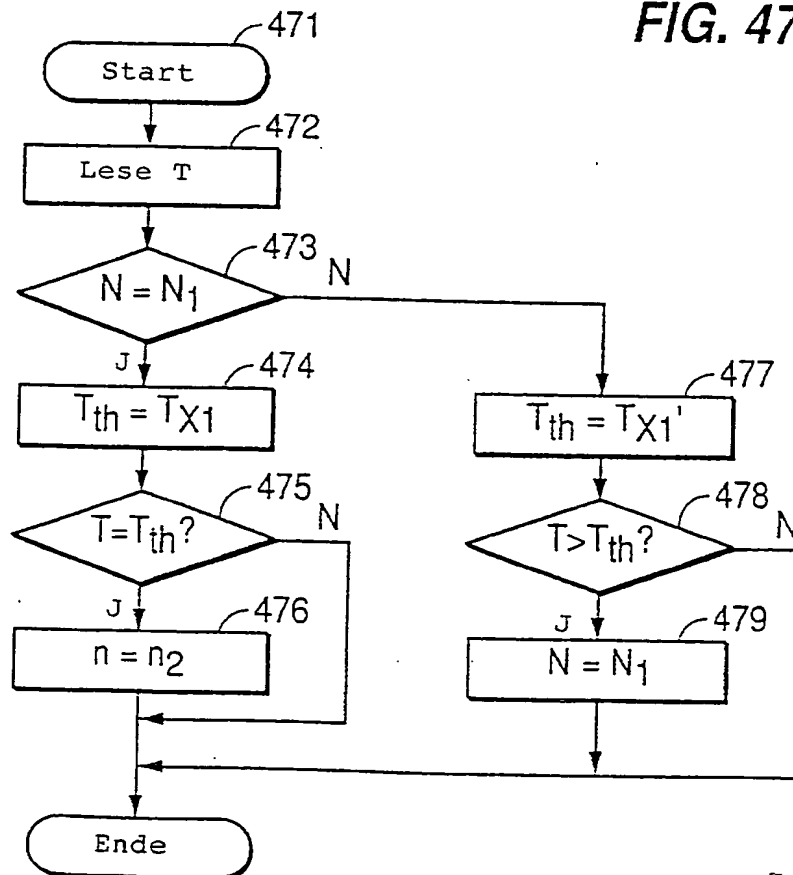 FIG. 47
471
Start
472
Lese T
473
N = N1
N
J
474
Tth = TX1
475
T=Tth?
N
J
476
n = n2
477
Tth = TX1'
478
T>Tth?
N
J
479
N = N1
Ende